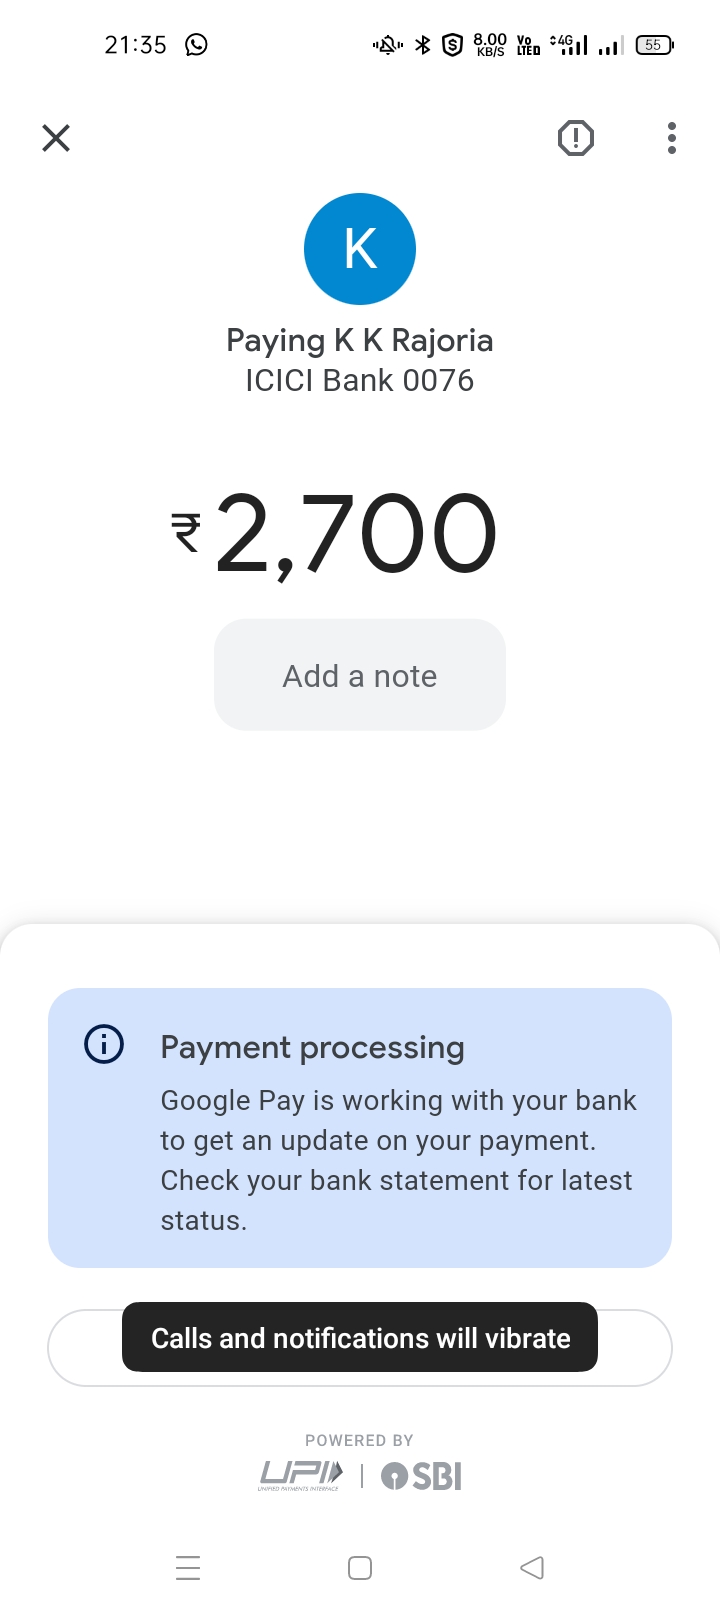 21:35
8.00
KB/S
Vo
LTED
4G
55
K
Paying K K Rajoria
ICICI Bank 0076
₹2,700
Add a note
Payment processing
Google Pay is working with your bank
to get an update on your payment.
Check your bank statement for latest
status.
Calls and notifications will vibrate
POWERED BY
UPI
UNIFIED PAYMENTS INTERFACE
SBI